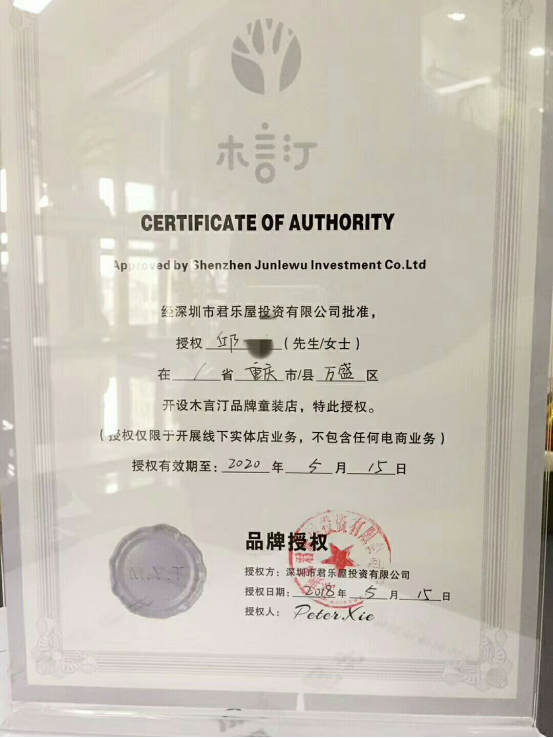 木言汀
CERTIFICATE OF AUTHORITY
Approved by Shenzhen Junlewu Investment Co.Ltd
经深圳市君乐屋投资有限公司批准，
授权 邱 （先生/女士）
在 / 省 重庆 市/县 万盛 区
开设木言汀品牌童装店，特此授权。
（授权仅限于开展线下实体店业务，不包含任何电商业务）
授权有效期至：2020 年 5 月 15 日
品牌授权
授权方：深圳市君乐屋投资有限公司
授权日期：2018 年 5 月 15 日
授权人：Peter Xie